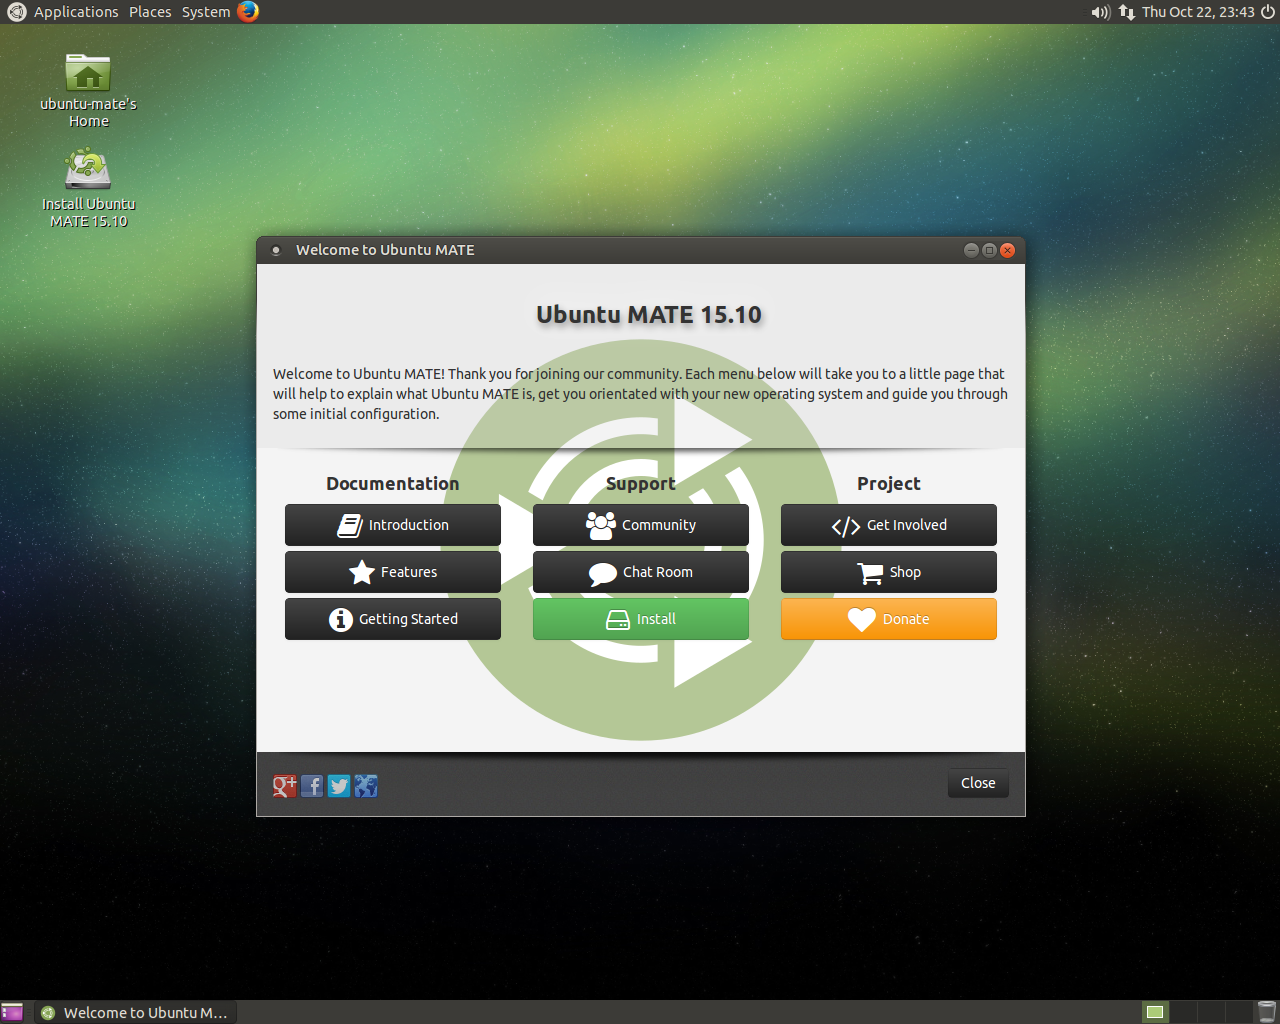 Applications Places System
Thu Oct 22, 23:43
ubuntu-mate's
Home
Install Ubuntu
MATE 15.10
Welcome to Ubuntu MATE
Ubuntu MATE 15.10
Welcome to Ubuntu MATE! Thank you for joining our community. Each menu below will take you to a little page that
will help to explain what Ubuntu MATE is, get you orientated with your new operating system and guide you through
some initial configuration.
Documentation Support Project
Introduction Community Get Involved
Features Chat Room Shop
Getting Started Install Donate
Close
Welcome to Ubuntu M...